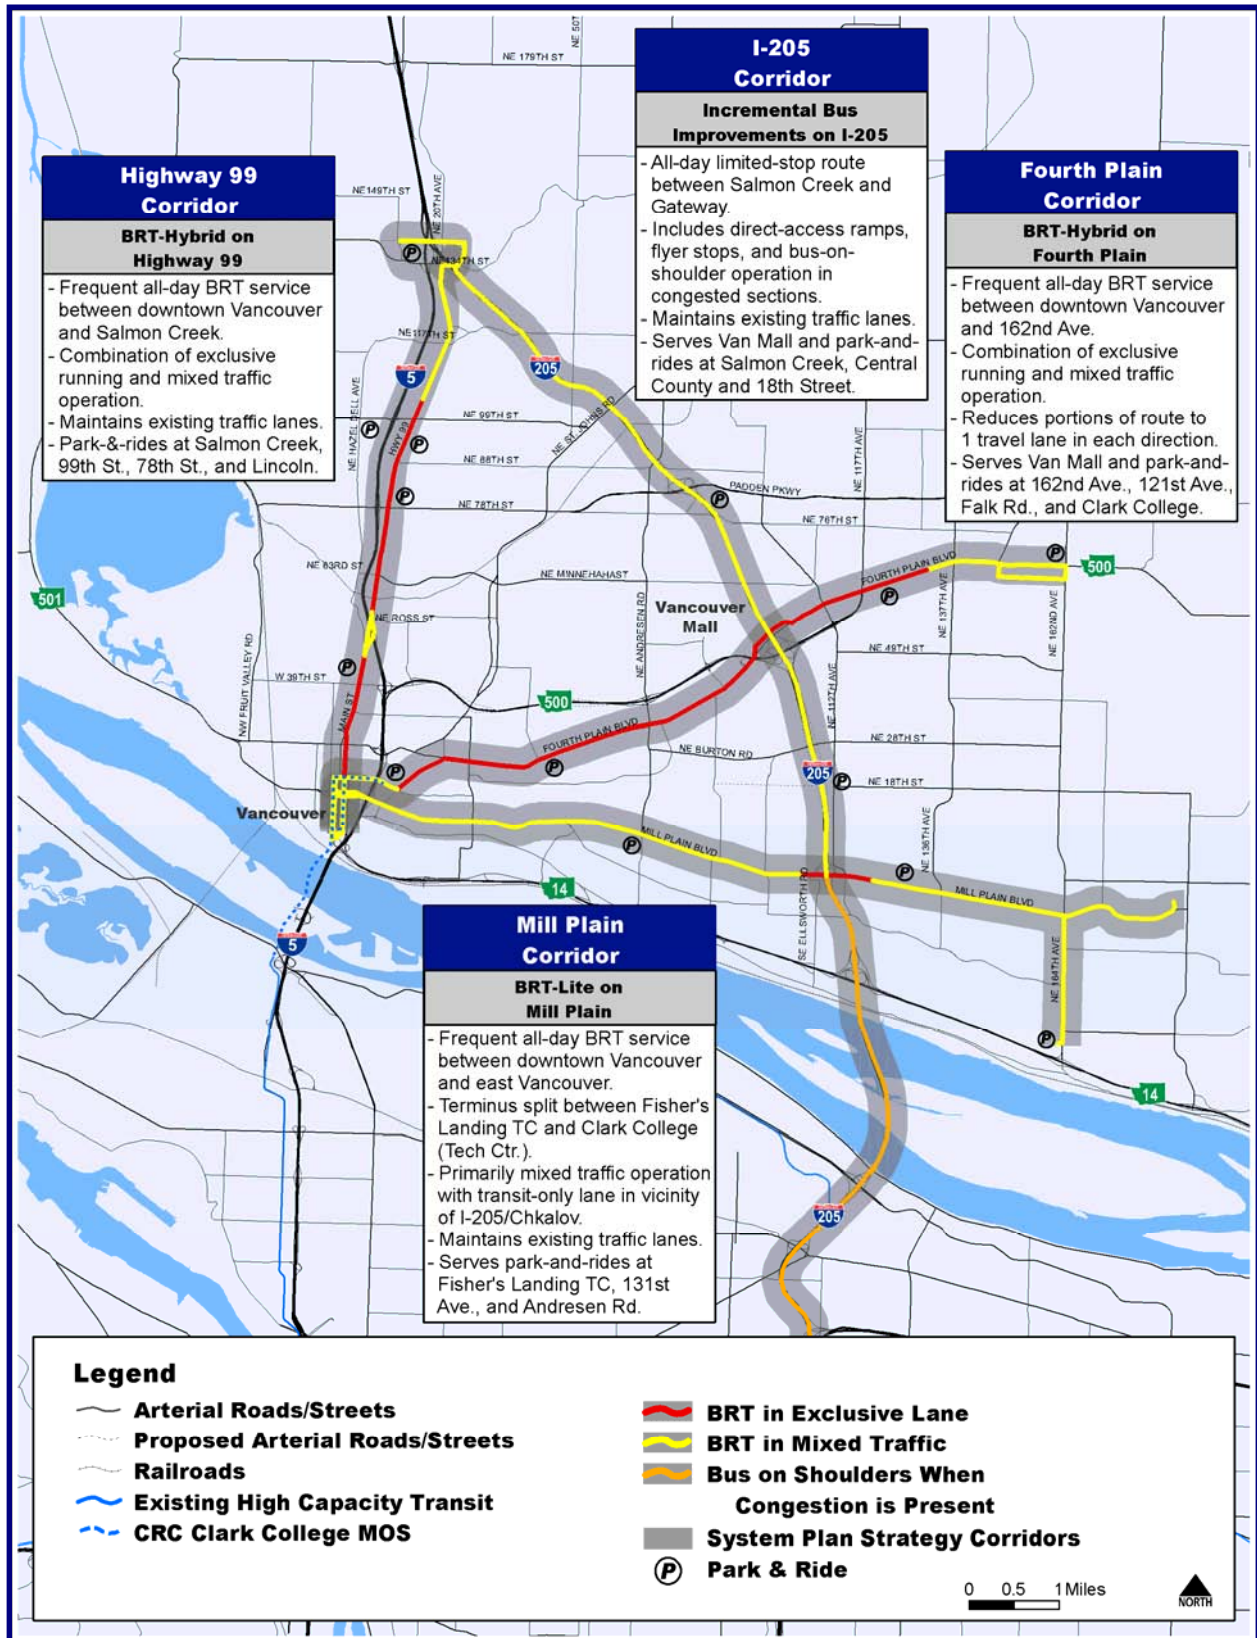 NE 179TH ST
NE 50TH
I-205
Corridor
Incremental Bus
Improvements on I-205
- All-day limited-stop route
between Salmon Creek and
Gateway.
- Includes direct-access ramps,
flyer stops, and bus-on-
shoulder operation in
congested sections.
- Maintains existing traffic lanes.
- Serves Van Mall and park-and-
rides at Salmon Creek, Central
County and 18th Street.
Highway 99
Corridor
BRT-Hybrid on
Highway 99
- Frequent all-day BRT service
between downtown Vancouver
and Salmon Creek.
- Combination of exclusive
running and mixed traffic
operation.
- Maintains existing traffic lanes.
- Park-&-rides at Salmon Creek,
99th St., 78th St., and Lincoln.
Fourth Plain
Corridor
BRT-Hybrid on
Fourth Plain
- Frequent all-day BRT service
between downtown Vancouver
and 162nd Ave.
- Combination of exclusive
running and mixed traffic
operation.
- Reduces portions of route to
1 travel lane in each direction.
- Serves Van Mall and park-and-
rides at 162nd Ave., 121st Ave.,
Falk Rd., and Clark College.
NE 149TH ST
NE 20TH AVE
P
NE 134TH ST
NE 117TH ST
5
205
NE HAZEL DELL AVE
HWY 99
NE 99TH ST
NE ST. JOHNS RD
NE 117TH AVE
P
P
NE 88TH ST
P
NE 78TH ST
PADDEN PKWY
P
NE 76TH ST
NE 63RD ST
NE MINNEHAHA ST
FOURTH PLAIN BLVD
P
500
P
501
NE ROSS ST
Vancouver
Mall
NE ANDRESEN RD
NE 137TH AVE
NE 162ND AVE
NE 49TH ST
P
W 39TH ST
NW FRUIT VALLEY RD
MAIN ST
500
NE 112TH AVE
FOURTH PLAIN BLVD
NE BURTON RD
NE 28TH ST
P
P
205
P
NE 18TH ST
Vancouver
MILL PLAIN BLVD
P
NE 136TH AVE
P
14
SE ELLSWORTH RD
MILL PLAIN BLVD
NE 164TH AVE
5
P
14
205
Mill Plain
Corridor
BRT-Lite on
Mill Plain
- Frequent all-day BRT service
between downtown Vancouver
and east Vancouver.
- Terminus split between Fisher's
Landing TC and Clark College
(Tech Ctr.).
- Primarily mixed traffic operation
with transit-only lane in vicinity
of I-205/Chkalov.
- Maintains existing traffic lanes.
- Serves park-and-rides at
Fisher's Landing TC, 131st
Ave., and Andresen Rd.
Legend
Arterial Roads/Streets
Proposed Arterial Roads/Streets
Railroads
Existing High Capacity Transit
CRC Clark College MOS
BRT in Exclusive Lane
BRT in Mixed Traffic
Bus on Shoulders When
Congestion is Present
System Plan Strategy Corridors
P Park & Ride
0 0.5 1 Miles
NORTH